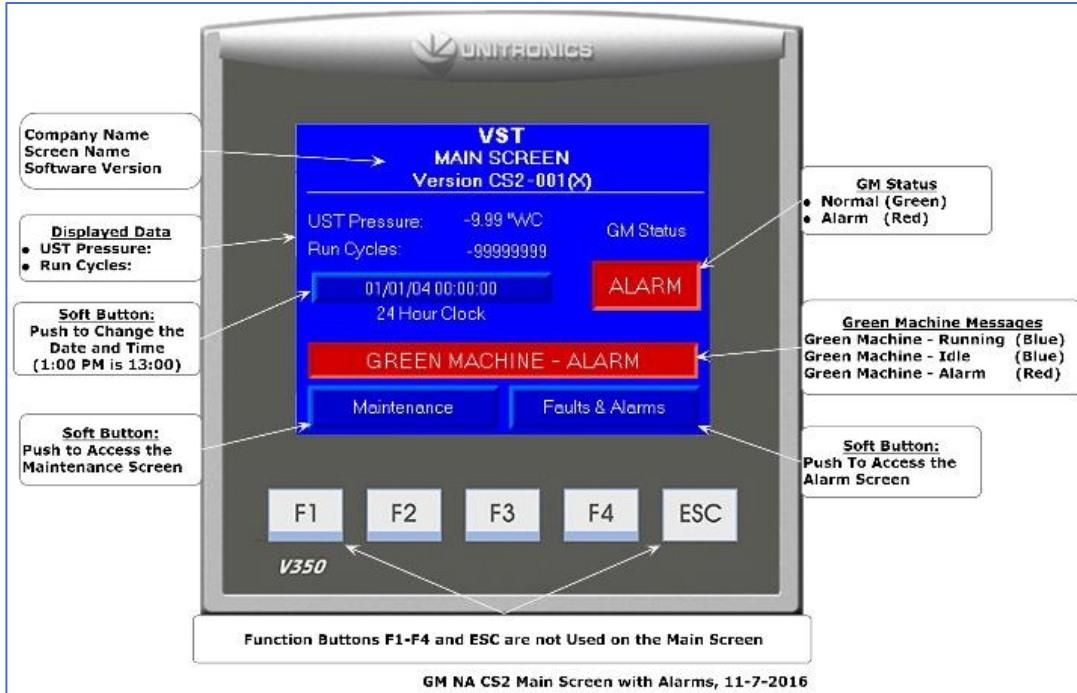 UNITRONICS
Company Name
Screen Name
Software Version
VST
MAIN SCREEN
Version CS2-001(X)
Displayed Data
• UST Pressure:
• Run Cycles:
UST Pressure: -9.99 "WC
Run Cycles: -99999999
GM Status
ALARM
GM Status
• Normal (Green)
• Alarm (Red)
Soft Button:
Push to Change the
Date and Time
(1:00 PM is 13:00)
01/01/04 00:00:00
24 Hour Clock
GREEN MACHINE - ALARM
Green Machine Messages
Green Machine - Running (Blue)
Green Machine - Idle (Blue)
Green Machine - Alarm (Red)
Soft Button:
Push to Access the
Maintenance Screen
Maintenance
Faults & Alarms
Soft Button:
Push To Access the
Alarm Screen
F1
F2
F3
F4
ESC
V350
Function Buttons F1-F4 and ESC are not Used on the Main Screen
GM NA CS2 Main Screen with Alarms, 11-7-2016